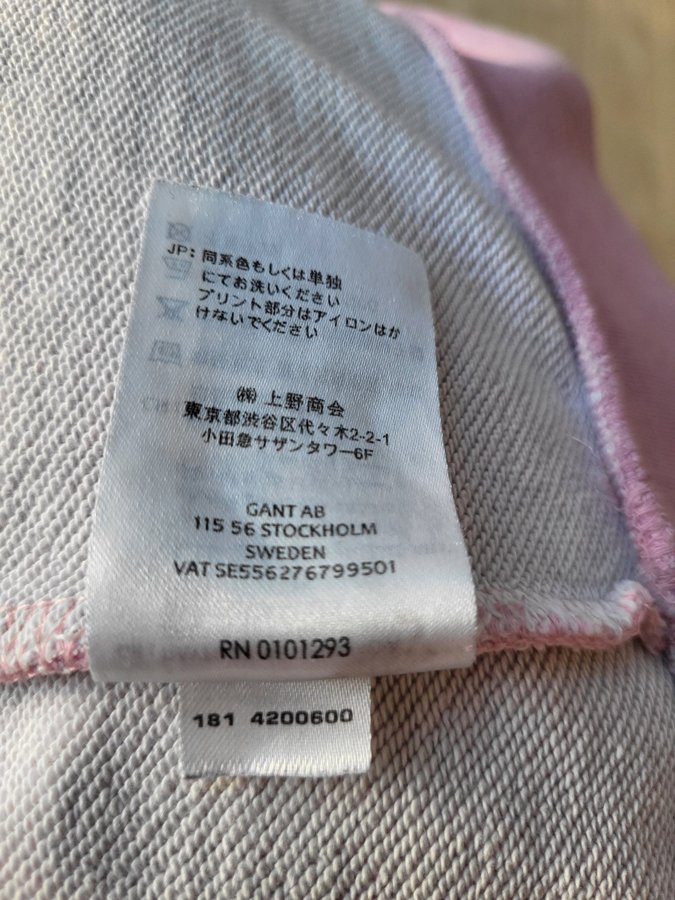 JP: 同系色もしくは単独
にてお洗いください
プリント部分はアイロンはか
けないでください
㈱ 上野商会
東京都渋谷区代々木2-2-1
小田急サザンタワー6F
GANT AB
115 56 STOCKHOLM
SWEDEN
VAT SE556276799501
RN 0101293
181 4200600